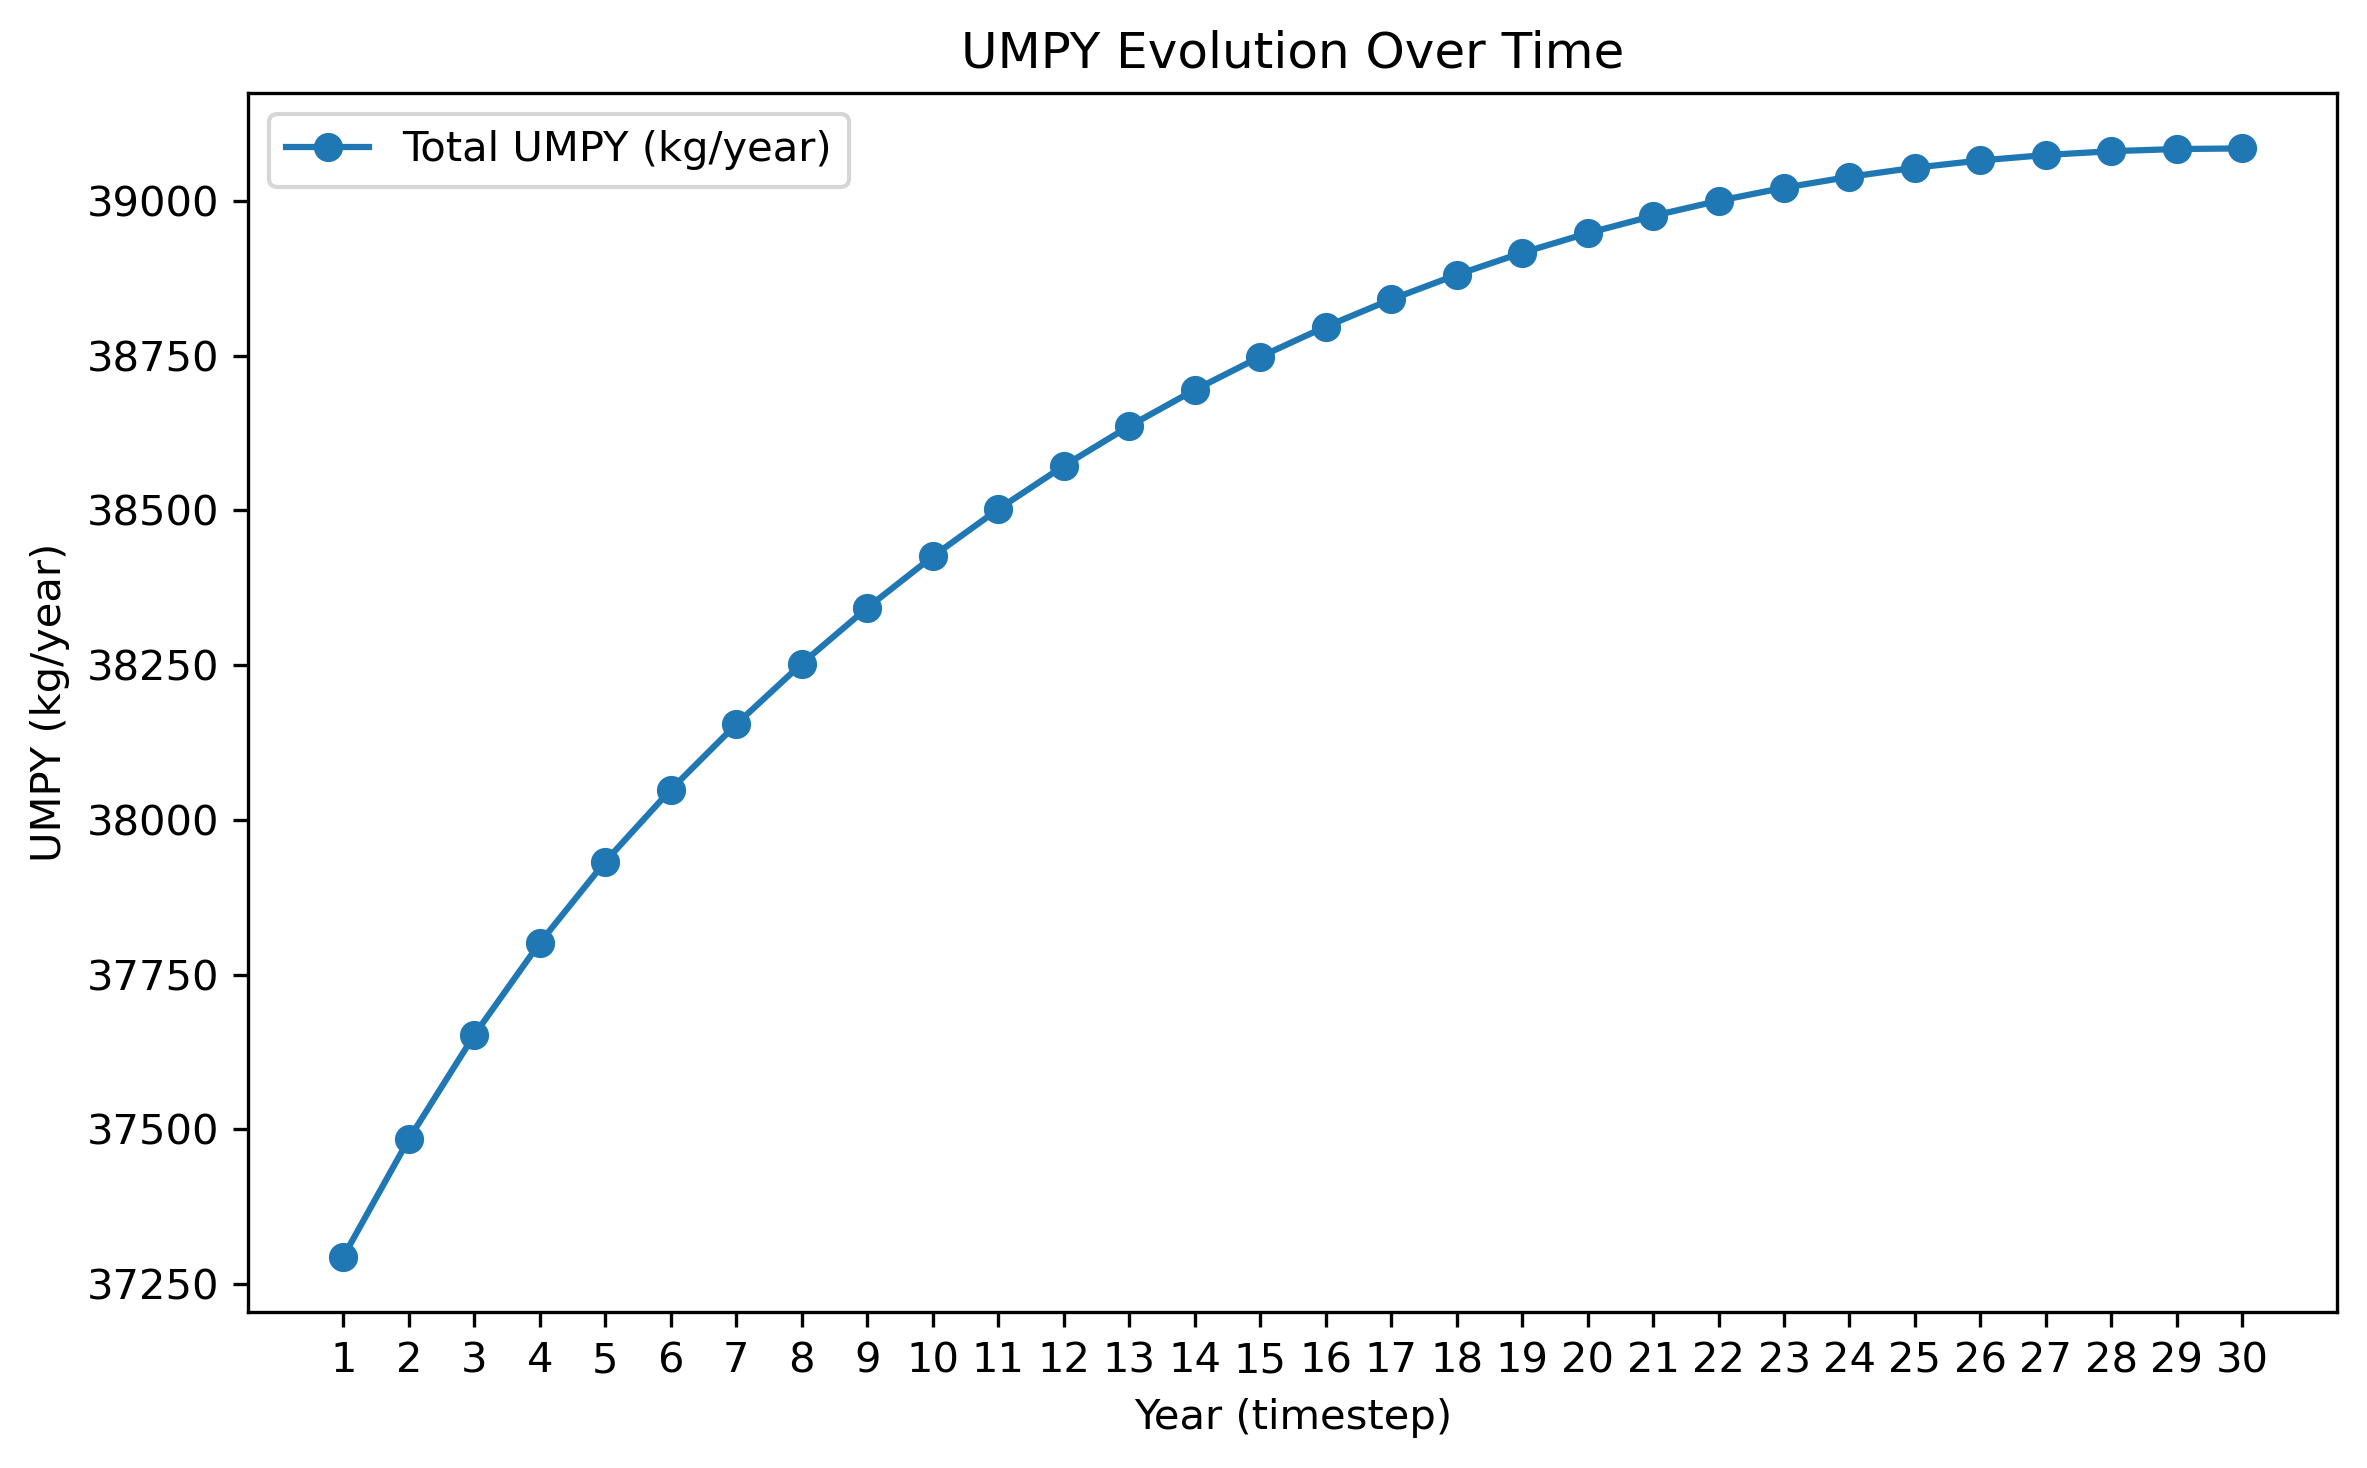 UMPY Evolution Over Time
Total UMPY (kg/year)
UMPY (kg/year)
39000
38750
38500
38250
38000
37750
37500
37250
1 2 3 4 5 6 7 8 9 10 11 12 13 14 15 16 17 18 19 20 21 22 23 24 25 26 27 28 29 30
Year (timestep)